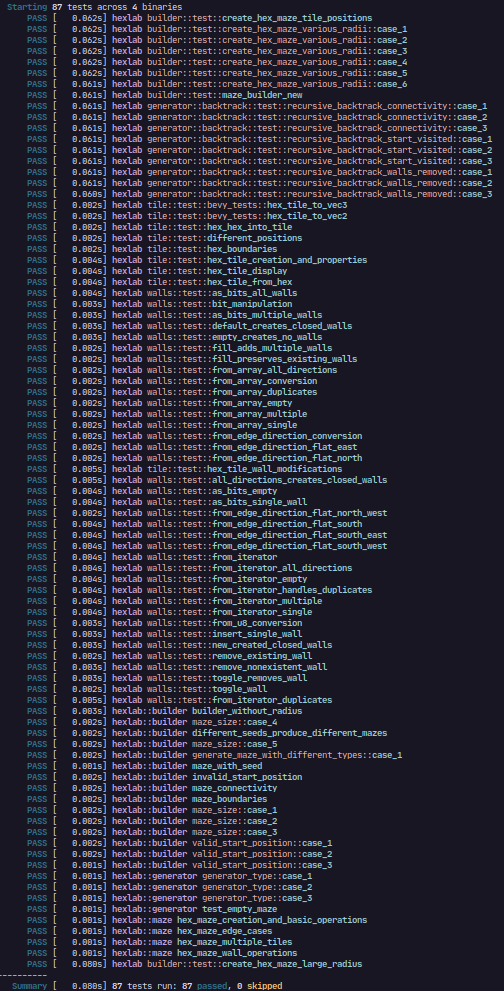 Starting 87 tests across 4 binaries
PASS [ 0.062s] hexlab builder::test::create_hex_maze_tile_positions
PASS [ 0.062s] hexlab builder::test::create_hex_maze_various_radii::case_1
PASS [ 0.062s] hexlab builder::test::create_hex_maze_various_radii::case_2
PASS [ 0.062s] hexlab builder::test::create_hex_maze_various_radii::case_3
PASS [ 0.062s] hexlab builder::test::create_hex_maze_various_radii::case_4
PASS [ 0.062s] hexlab builder::test::create_hex_maze_various_radii::case_5
PASS [ 0.062s] hexlab builder::test::create_hex_maze_various_radii::case_6
PASS [ 0.061s] hexlab builder::test::maze_builder_new
PASS [ 0.061s] hexlab generator::backtrack::test::recursive_backtrack_connectivity::case_1
PASS [ 0.061s] hexlab generator::backtrack::test::recursive_backtrack_connectivity::case_2
PASS [ 0.061s] hexlab generator::backtrack::test::recursive_backtrack_connectivity::case_3
PASS [ 0.061s] hexlab generator::backtrack::test::recursive_backtrack_start_visited::case_1
PASS [ 0.061s] hexlab generator::backtrack::test::recursive_backtrack_start_visited::case_2
PASS [ 0.061s] hexlab generator::backtrack::test::recursive_backtrack_start_visited::case_3
PASS [ 0.061s] hexlab generator::backtrack::test::recursive_backtrack_walls_removed::case_1
PASS [ 0.061s] hexlab generator::backtrack::test::recursive_backtrack_walls_removed::case_2
PASS [ 0.060s] hexlab generator::backtrack::test::recursive_backtrack_walls_removed::case_3
PASS [ 0.002s] hexlab tile::test::bevy_tests::hex_tile_to_vec3
PASS [ 0.002s] hexlab tile::test::bevy_tests::hex_tile_to_vec2
PASS [ 0.002s] hexlab tile::test::hex_hex_into_tile
PASS [ 0.002s] hexlab tile::test::different_positions
PASS [ 0.002s] hexlab tile::test::hex_boundaries
PASS [ 0.004s] hexlab tile::test::hex_tile_creation_and_properties
PASS [ 0.004s] hexlab tile::test::hex_tile_display
PASS [ 0.004s] hexlab tile::test::hex_tile_from_hex
PASS [ 0.004s] hexlab walls::test::as_bits_all_walls
PASS [ 0.003s] hexlab walls::test::bit_manipulation
PASS [ 0.003s] hexlab walls::test::as_bits_multiple_walls
PASS [ 0.003s] hexlab walls::test::default_creates_closed_walls
PASS [ 0.003s] hexlab walls::test::empty_creates_no_walls
PASS [ 0.002s] hexlab walls::test::fill_adds_multiple_walls
PASS [ 0.002s] hexlab walls::test::fill_preserves_existing_walls
PASS [ 0.002s] hexlab walls::test::from_array_all_directions
PASS [ 0.002s] hexlab walls::test::from_array_conversion
PASS [ 0.002s] hexlab walls::test::from_array_duplicates
PASS [ 0.002s] hexlab walls::test::from_array_empty
PASS [ 0.002s] hexlab walls::test::from_array_multiple
PASS [ 0.002s] hexlab walls::test::from_array_single
PASS [ 0.002s] hexlab walls::test::from_edge_direction_conversion
PASS [ 0.002s] hexlab walls::test::from_edge_direction_flat_east
PASS [ 0.002s] hexlab walls::test::from_edge_direction_flat_north
PASS [ 0.005s] hexlab tile::test::hex_tile_wall_modifications
PASS [ 0.005s] hexlab walls::test::all_directions_creates_closed_walls
PASS [ 0.004s] hexlab walls::test::as_bits_empty
PASS [ 0.004s] hexlab walls::test::as_bits_single_wall
PASS [ 0.002s] hexlab walls::test::from_edge_direction_flat_north_west
PASS [ 0.004s] hexlab walls::test::from_edge_direction_flat_south
PASS [ 0.004s] hexlab walls::test::from_edge_direction_flat_south_east
PASS [ 0.004s] hexlab walls::test::from_edge_direction_flat_south_west
PASS [ 0.004s] hexlab walls::test::from_iterator
PASS [ 0.004s] hexlab walls::test::from_iterator_all_directions
PASS [ 0.004s] hexlab walls::test::from_iterator_empty
PASS [ 0.004s] hexlab walls::test::from_iterator_handles_duplicates
PASS [ 0.004s] hexlab walls::test::from_iterator_multiple
PASS [ 0.004s] hexlab walls::test::from_iterator_single
PASS [ 0.003s] hexlab walls::test::from_u8_conversion
PASS [ 0.003s] hexlab walls::test::insert_single_wall
PASS [ 0.003s] hexlab walls::test::new_created_closed_walls
PASS [ 0.002s] hexlab walls::test::remove_existing_wall
PASS [ 0.003s] hexlab walls::test::remove_nonexistent_wall
PASS [ 0.003s] hexlab walls::test::toggle_removes_wall
PASS [ 0.002s] hexlab walls::test::toggle_wall
PASS [ 0.005s] hexlab walls::test::from_iterator_duplicates
PASS [ 0.003s] hexlab::builder builder_without_radius
PASS [ 0.002s] hexlab::builder maze_size::case_4
PASS [ 0.002s] hexlab::builder different_seeds_produce_different_mazes
PASS [ 0.002s] hexlab::builder maze_size::case_5
PASS [ 0.002s] hexlab::builder generate_maze_with_different_types::case_1
PASS [ 0.001s] hexlab::builder maze_with_seed
PASS [ 0.002s] hexlab::builder invalid_start_position
PASS [ 0.002s] hexlab::builder maze_connectivity
PASS [ 0.002s] hexlab::builder maze_boundaries
PASS [ 0.002s] hexlab::builder maze_size::case_1
PASS [ 0.002s] hexlab::builder maze_size::case_2
PASS [ 0.002s] hexlab::builder maze_size::case_3
PASS [ 0.002s] hexlab::builder valid_start_position::case_1
PASS [ 0.002s] hexlab::builder valid_start_position::case_2
PASS [ 0.001s] hexlab::builder valid_start_position::case_3
PASS [ 0.001s] hexlab::generator generator_type::case_1
PASS [ 0.001s] hexlab::generator generator_type::case_2
PASS [ 0.001s] hexlab::generator generator_type::case_3
PASS [ 0.001s] hexlab::generator test_empty_maze
PASS [ 0.001s] hexlab::maze hex_maze_creation_and_basic_operations
PASS [ 0.001s] hexlab::maze hex_maze_edge_cases
PASS [ 0.001s] hexlab::maze hex_maze_multiple_tiles
PASS [ 0.001s] hexlab::maze hex_maze_wall_operations
PASS [ 0.080s] hexlab builder::test::create_hex_maze_large_radius
----------
Summary [ 0.080s] 87 tests run: 87 passed, 0 skipped